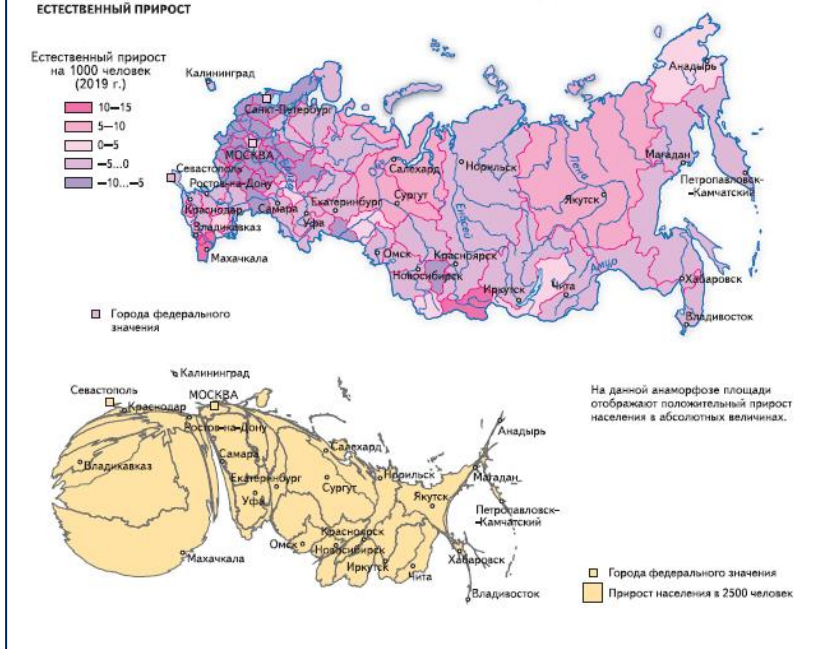 ЕСТЕСТВЕННЫЙ ПРИРОСТ
Естественный прирост
на 1000 человек
(2019 г.)
10—15
5—10
0—5
—5...0
—10...—5
Калининград
Санкт-Петербург
МОСКВА
Севастополь
Ростов-на-Дону
Краснодар
Владикавказ
Махачкала
Самара
Уфа
Екатеринбург
Салехард
Сургут
Норильск
Омск
Новосибирск
Красноярск
Иркутск
Чита
Якутск
Анадырь
Магадан
Петропавловск-
-Камчатский
Хабаровск
Владивосток
Обь
Енисей
Лена
Амур
Волга
Города федерального
значения
Калининград
Севастополь
МОСКВА
Краснодар
Ростов-на-Дону
Владикавказ
Самара
Екатеринбург
Уфа
Махачкала
Салехард
Сургут
Норильск
Якутск
Омск
Красноярск
Новосибирск
Иркутск
Чита
Анадырь
Магадан
Петропавловск-
-Камчатский
Хабаровск
Владивосток
На данной анаморфозе площади
отображают положительный прирост
населения в абсолютных величинах.
Города федерального значения
Прирост населения в 2500 человек